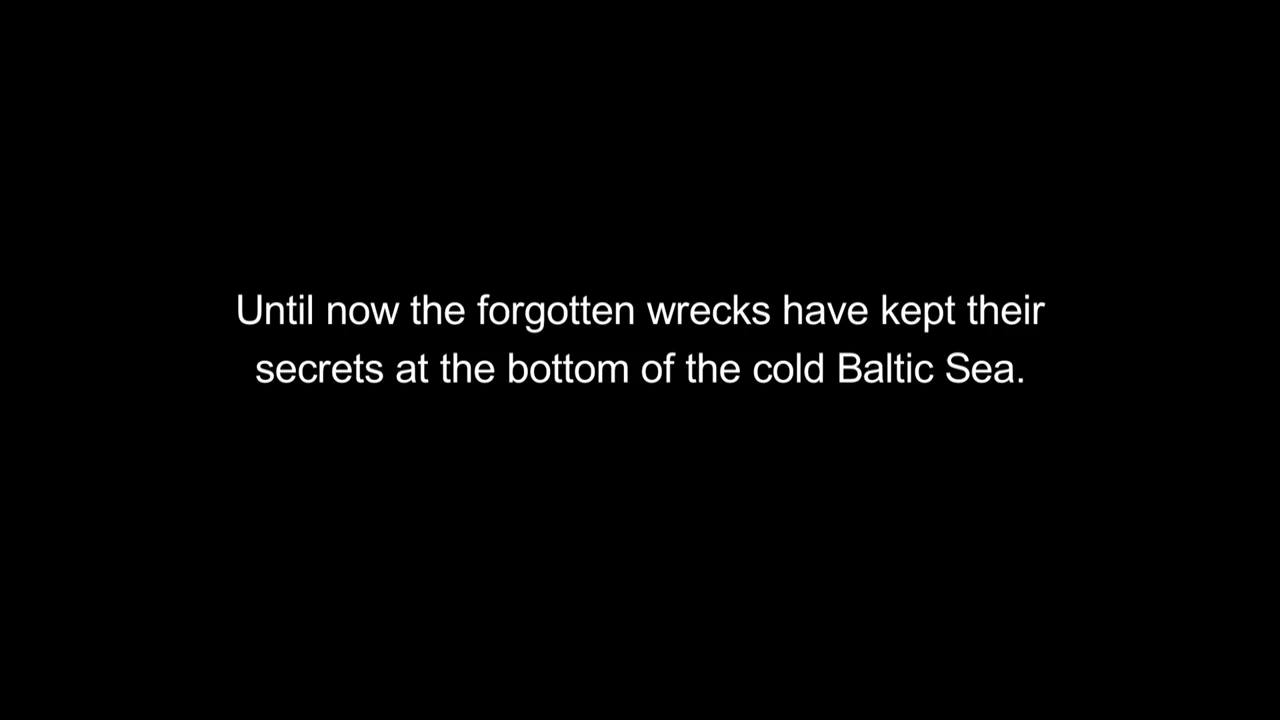 Until now the forgotten wrecks have kept their
secrets at the bottom of the cold Baltic Sea.